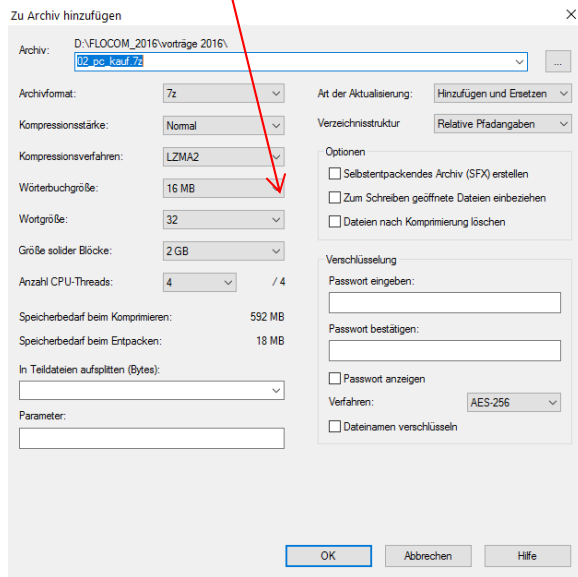 Zu Archiv hinzufügen
Archiv:
D:\FLOCOM_2016\vorträge 2016\
02_pc_kauf.7z
...
Archivformat: 7z
Kompressionsstärke: Normal
Kompressionsverfahren: LZMA2
Wörterbuchgröße: 16 MB
Wortgröße: 32
Größe solider Blöcke: 2 GB
Anzahl CPU-Threads: 4 / 4
Speicherbedarf beim Komprimieren: 592 MB
Speicherbedarf beim Entpacken: 18 MB
In Teildateien aufsplitten (Bytes):
Parameter:
Art der Aktualisierung: Hinzufügen und Ersetzen
Verzeichnisstruktur Relative Pfadangaben
Optionen
Selbstentpackendes Archiv (SFX) erstellen
Zum Schreiben geöffnete Dateien einbeziehen
Dateien nach Komprimierung löschen
Verschlüsselung
Passwort eingeben:
Passwort bestätigen:
Passwort anzeigen
Verfahren: AES-256
Dateinamen verschlüsseln
OK Abbrechen Hilfe